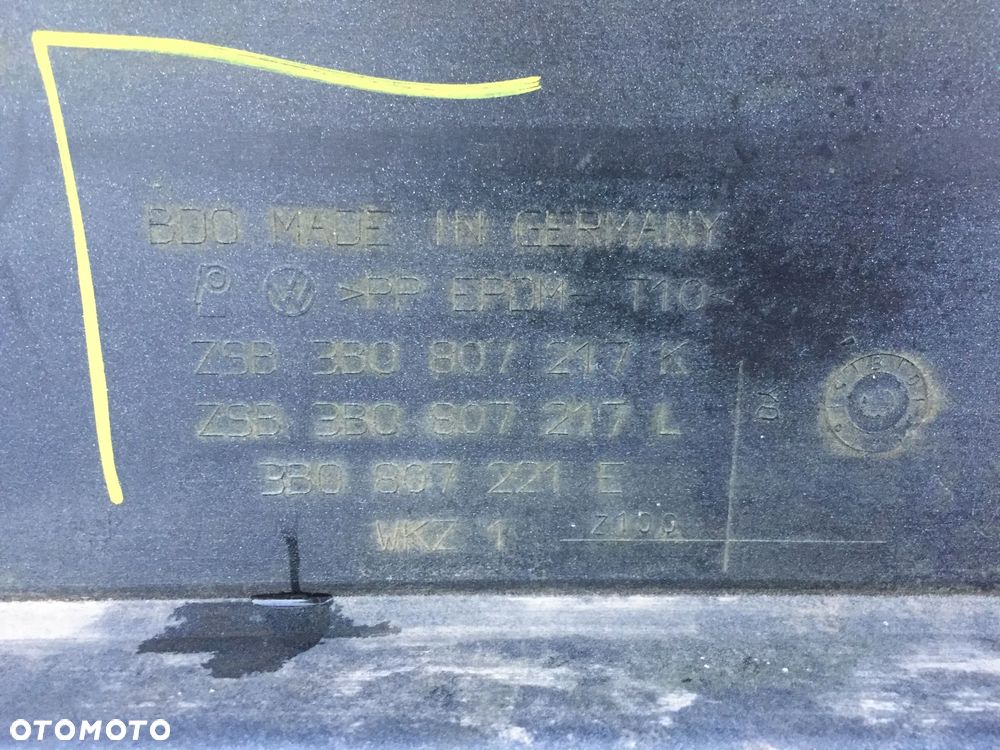 BDO MADE IN GERMANY
P VW >PP EPDM- T10<
ZSB 3B0 807 217 K
ZSB 3B0 807 217 L
3B0 807 221 E
WKZ 1
Z100
OTOMOTO